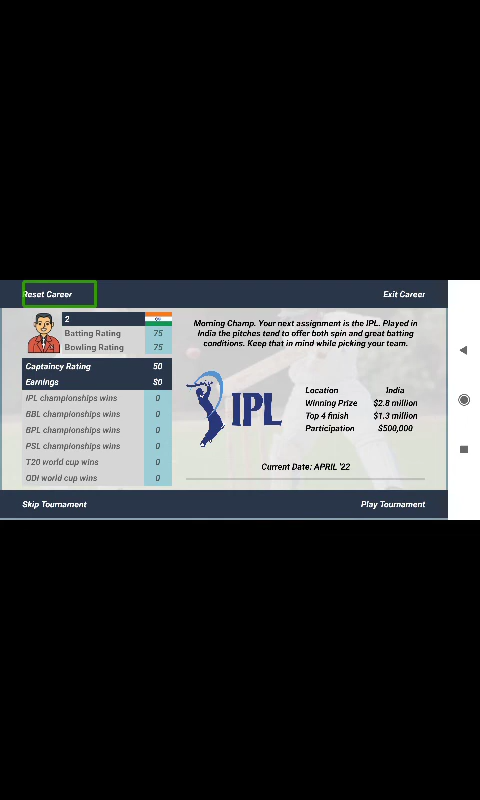 Reset Career
Exit Career
2
Batting Rating 75
Bowling Rating 75
Captaincy Rating 50
Earnings $0
IPL championships wins 0
BBL championships wins 0
BPL championships wins 0
PSL championships wins 0
T20 world cup wins 0
ODI world cup wins 0
Morning Champ. Your next assignment is the IPL. Played in
India the pitches tend to offer both spin and great batting
conditions. Keep that in mind while picking your team.
IPL
Location India
Winning Prize $2.8 million
Top 4 finish $1.3 million
Participation $500,000
Current Date: APRIL '22
Skip Tournament
Play Tournament